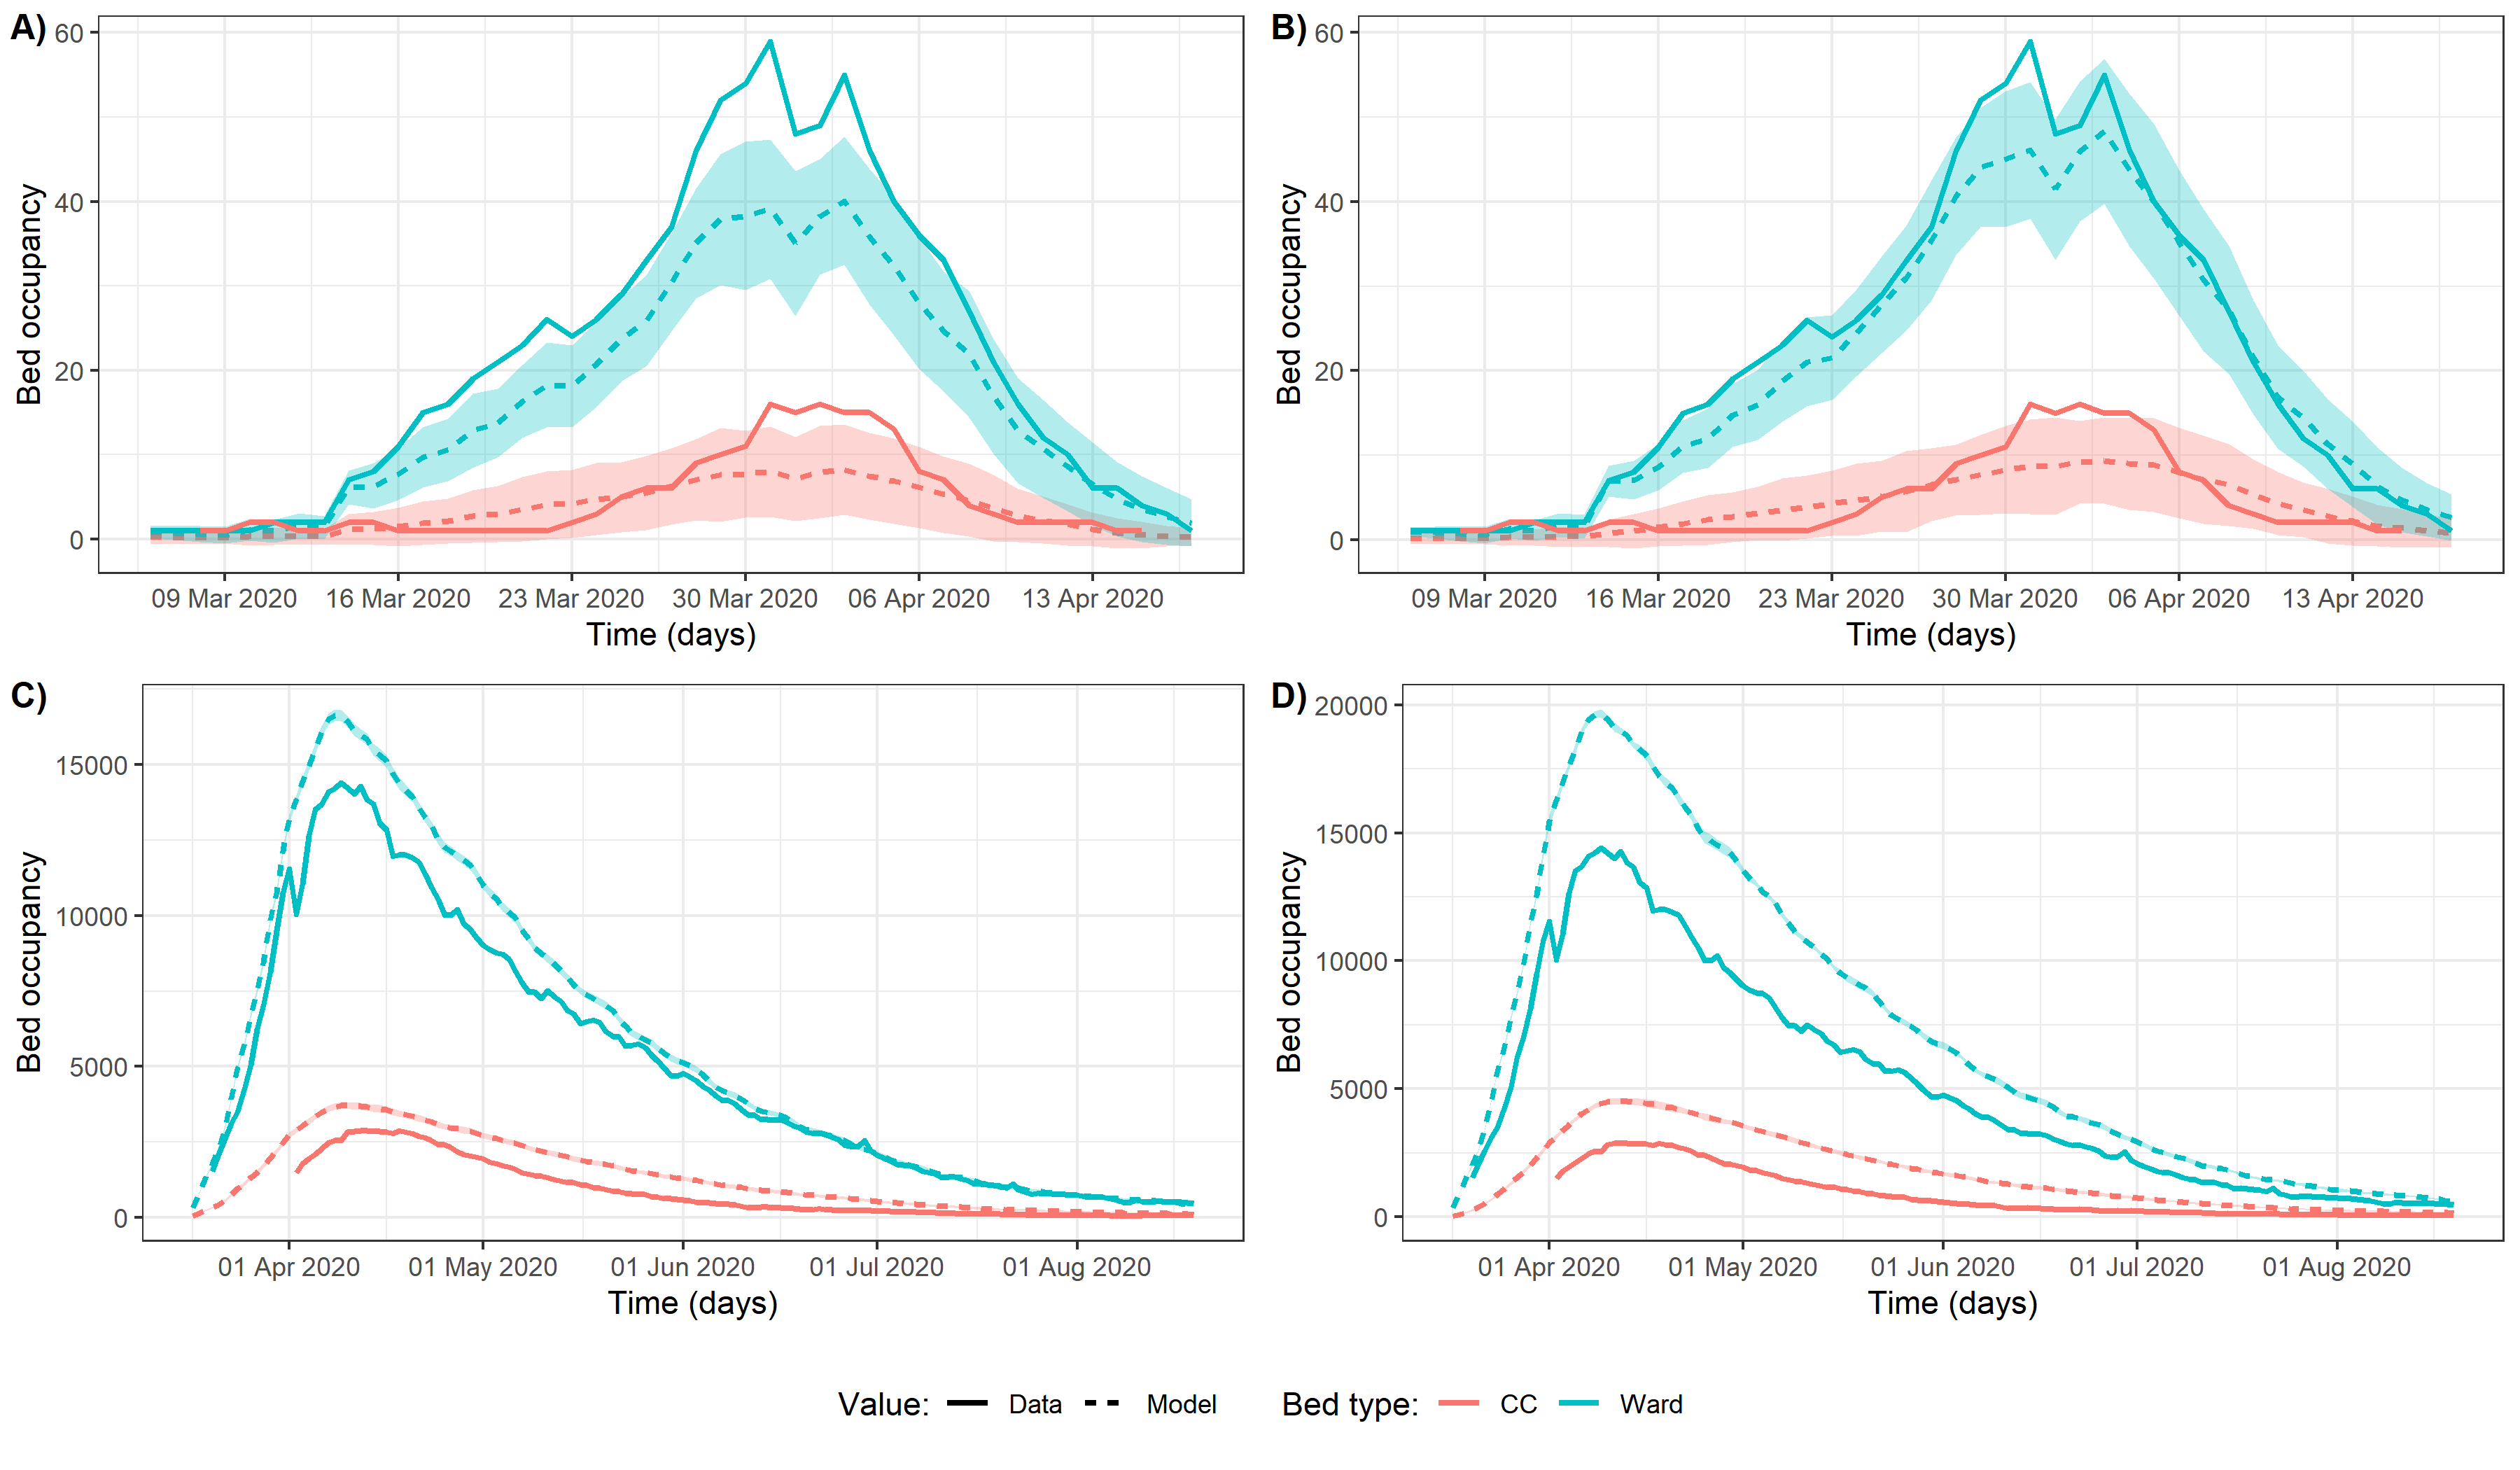 A)
60
40
20
0
Bed occupancy
09 Mar 2020 16 Mar 2020 23 Mar 2020 30 Mar 2020 06 Apr 2020 13 Apr 2020
Time (days)
B)
60
40
20
0
Bed occupancy
09 Mar 2020 16 Mar 2020 23 Mar 2020 30 Mar 2020 06 Apr 2020 13 Apr 2020
Time (days)
C)
15000
10000
5000
0
Bed occupancy
01 Apr 2020 01 May 2020 01 Jun 2020 01 Jul 2020 01 Aug 2020
Time (days)
D)
20000
15000
10000
5000
0
Bed occupancy
01 Apr 2020 01 May 2020 01 Jun 2020 01 Jul 2020 01 Aug 2020
Time (days)
Value: Data Model Bed type: CC Ward